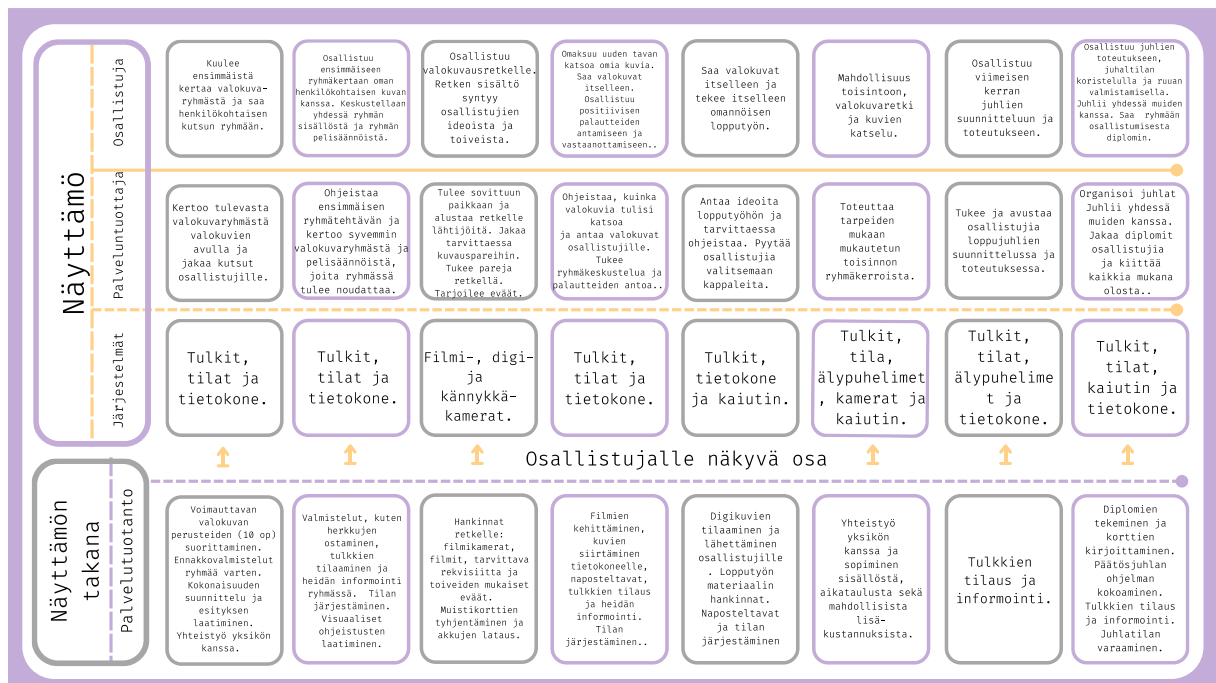 Näyttämö
Osallistuja
Kuulee
ensimmäistä
kertaa valokuva-
ryhmästä ja saa
henkilökohtaisen
kutsun ryhmään.
Osallistuu
ensimmäiseen
ryhmäkertaan oman
henkilökohtaisen kuvan
kanssa. Keskustellaan
yhdessä ryhmän
sisällöstä ja ryhmän
pelisäännöistä.
Osallistuu
valokuvausretkelle.
Retken sisältö
syntyy
osallistujien
ideoista ja
toiveista.
Omaksuu uuden tavan
katsoa omia kuvia.
Saa valokuvat
itselleen.
Osallistuu
positiivisen
palautteiden
antamiseen ja
vastaanottamiseen..
Saa valokuvat
itselleen ja
tekee itselleen
omannöisen
lopputyön.
Mahdollisuus
toisintoon,
valokuvaretki
ja kuvien
katselu.
Osallistuu
viimeisen
kerran
juhlien
suunnitteluun ja
toteutukseen.
Osallistuu juhlien
toteutukseen,
juhaltilan
koristelulla ja ruuan
valmistamisella.
Juhlii yhdessä muiden
kanssa. Saa  ryhmään
osallistumisesta
diplomin.
Palveluntuottaja
Kertoo tulevasta
valokuvaryhmästä
valokuvien
avulla ja
jakaa kutsut
osallistujille.
Ohjeistaa
ensimmäisen
ryhmätehtävän ja
kertoo syvemmin
valokuvaryhmästä ja
pelisäännöistä,
joita ryhmässä
tulee noudattaa.
Tulee sovittuun
paikkaan ja
alustaa retkelle
lähtijöitä. Jakaa
tarvittaessa
kuvauspareihin.
Tukee pareja
retkellä.
Tarjoilee eväät.
Ohjeistaa, kuinka
valokuvia tulisi
katsoa
ja antaa valokuvat
osallistujille.
Tukee
ryhmäkeskustelua ja
palautteiden antoa..
Antaa ideoita
lopputyöhön ja
tarvittaessa
ohjeistaa. Pyytää
osallistujia
valitsemaan
kappaleita.
Toteuttaa
tarpeiden
mukaan
mukautetun
toisinnon
ryhmäkerroista.
Tukee ja avustaa
osallistujia
loppujuhlien
suunnittelussa ja
toteutuksessa.
Organisoi juhlat
Juhlii yhdessä
muiden kanssa.
Jakaa diplomit
osallistujia
ja kiittää
kaikkia mukana
olosta..
Järjestelmät
Tulkit,
tilat ja
tietokone.
Tulkit,
tilat ja
tietokone.
Filmi-, digi-
ja
kännykkä-
kamerat.
Tulkit,
tilat ja
tietokone.
Tulkit,
tietokone
ja kaiutin.
Tulkit,
tila,
älypuhelimet
, kamerat ja
kaiutin.
Tulkit,
tilat,
älypuhelime
t ja
tietokone.
Tulkit,
tilat,
kaiutin ja
tietokone.
Osallistujalle näkyvä osa
Näyttämön
takana
Palvelutuotanto
Voimauttavan
valokuvan
perusteiden (10 op)
suorittaminen.
Ennakkovalmistelut
ryhmää varten.
Kokonaisuuden
suunnittelu ja
esityksen
laatiminen.
Yhteistyö yksikön
kanssa.
Valmistelut, kuten
herkkujen
ostaminen,
tulkkien
tilaaminen ja
heidän informointi
ryhmässä.  Tilan
järjestäminen.
Visuaaliset
ohjeistusten
laatiminen.
Hankinnat
retkelle:
filmikamerat,
filmit, tarvittava
rekvisiitta ja
toiveiden mukaiset
eväät.
Muistikorttien
tyhjentäminen ja
akkujen lataus.
Filmien
kehittäminen,
kuvien
siirtäminen
tietokoneelle,
naposteltavat,
tulkkien tilaus
ja heidän
informointi.
Tilan
järjestäminen..
Digikuvien
tilaaminen ja
lähettäminen
osallistujille
. Lopputyön
materiaalin
hankinnat.
Naposteltavat
ja tilan
järjestäminen
Yhteistyö
yksikön
kanssa ja
sopiminen
sisällöstä,
aikataulusta sekä
mahdollisista
lisä-
kustannuksista.
Tulkkien
tilaus ja
informointi.
Diplomien
tekeminen ja
korttien
kirjoittaminen.
Päätösjuhlan
ohjelman
kokoaminen.
Tulkkien tilaus
ja informointi.
Juhlatilan
varaaminen.